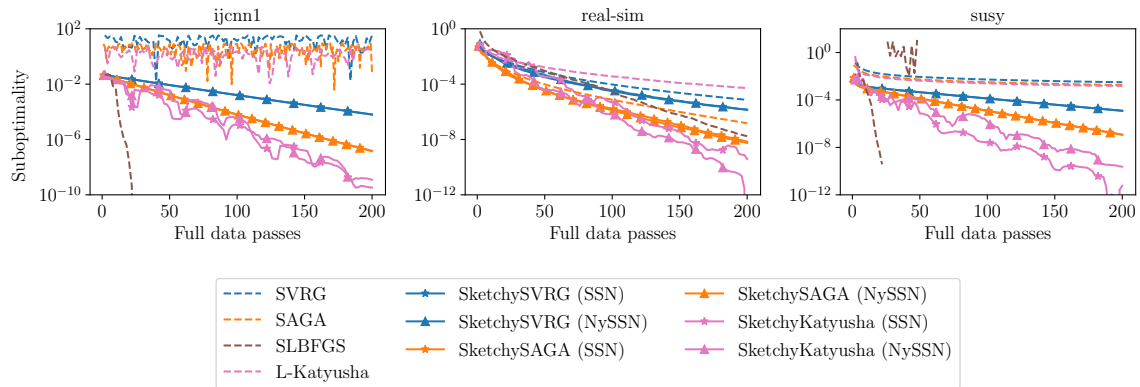 ijcnn1
real-sim
susy
Suboptimality
10^2
10^-2
10^-6
10^-10
0 50 100 150 200
Full data passes
10^0
10^-4
10^-8
10^-12
0 50 100 150 200
Full data passes
10^0
10^-4
10^-8
10^-12
0 50 100 150 200
Full data passes
SVRG
SAGA
SLBFGS
L-Katyusha
SketchySVRG (SSN)
SketchySVRG (NySSN)
SketchySAGA (SSN)
SketchySAGA (NySSN)
SketchyKatyusha (SSN)
SketchyKatyusha (NySSN)